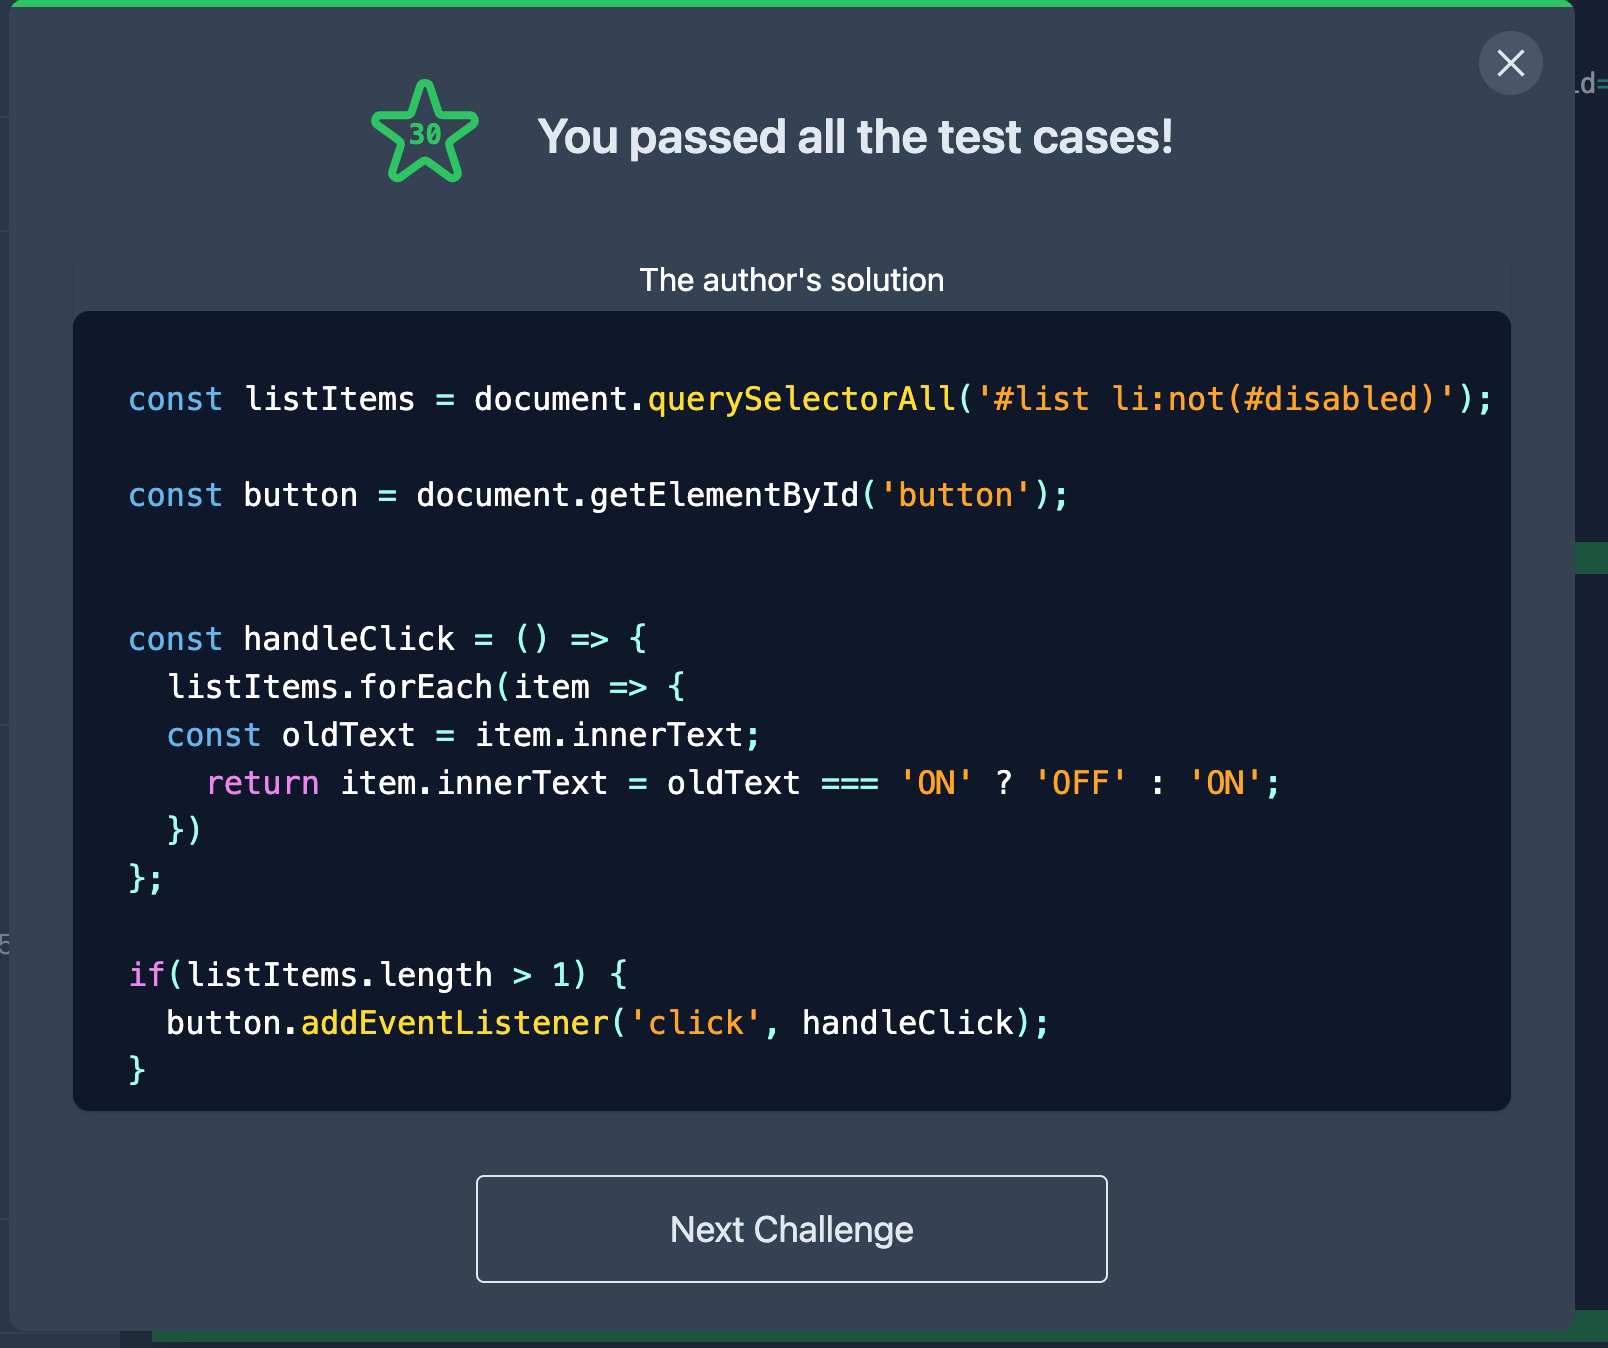 d=
30
You passed all the test cases!
The author's solution
const listItems = document.querySelectorAll('#list li:not(#disabled)');
const button = document.getElementById('button');
const handleClick = () => {
listItems.forEach(item => {
const oldText = item.innerText;
return item.innerText = oldText === 'ON' ? 'OFF' : 'ON';
})
};
5
if(listItems.length > 1) {
button.addEventListener('click', handleClick);
}
Next Challenge